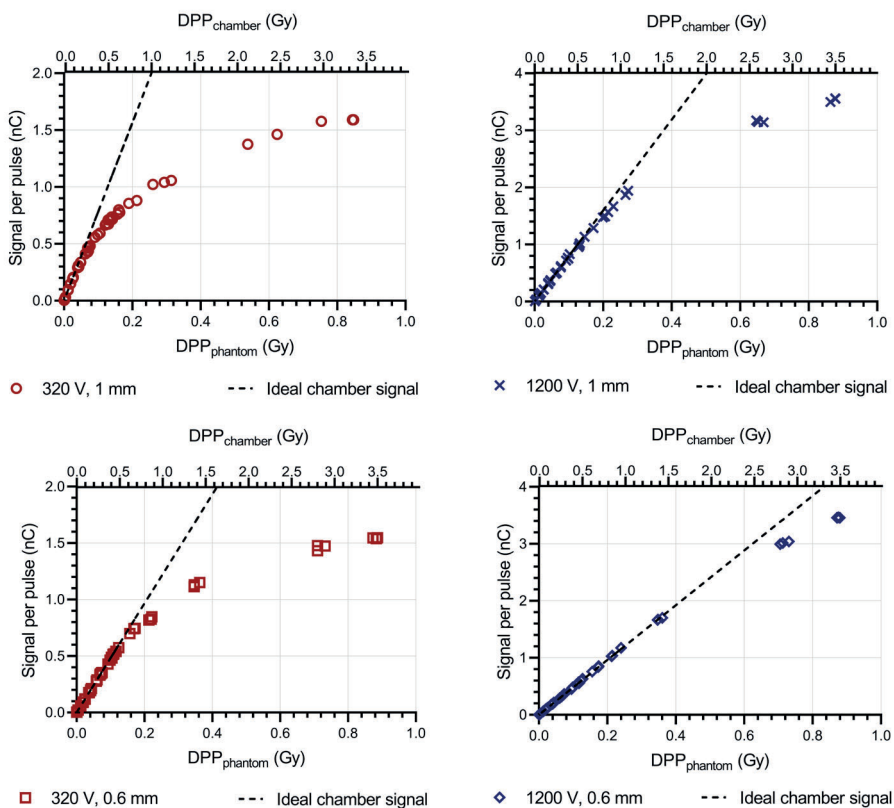 DPPchamber (Gy)
0.0 0.5 1.0 1.5 2.0 2.5 3.0 3.5
2.0
1.5
1.0
0.5
0.0
Signal per pulse (nC)
0.0 0.2 0.4 0.6 0.8 1.0
DPPphantom (Gy)
320 V, 1 mm Ideal chamber signal
DPPchamber (Gy)
0.0 0.5 1.0 1.5 2.0 2.5 3.0 3.5
4
3
2
1
0
Signal per pulse (nC)
0.0 0.2 0.4 0.6 0.8 1.0
DPPphantom (Gy)
1200 V, 1 mm Ideal chamber signal
DPPchamber (Gy)
0.0 0.5 1.0 1.5 2.0 2.5 3.0 3.5
2.0
1.5
1.0
0.5
0.0
Signal per pulse (nC)
0.0 0.2 0.4 0.6 0.8 1.0
DPPphantom (Gy)
320 V, 0.6 mm Ideal chamber signal
DPPchamber (Gy)
0.0 0.5 1.0 1.5 2.0 2.5 3.0 3.5
4
3
2
1
0
Signal per pulse (nC)
0.0 0.2 0.4 0.6 0.8 1.0
DPPphantom (Gy)
1200 V, 0.6 mm Ideal chamber signal